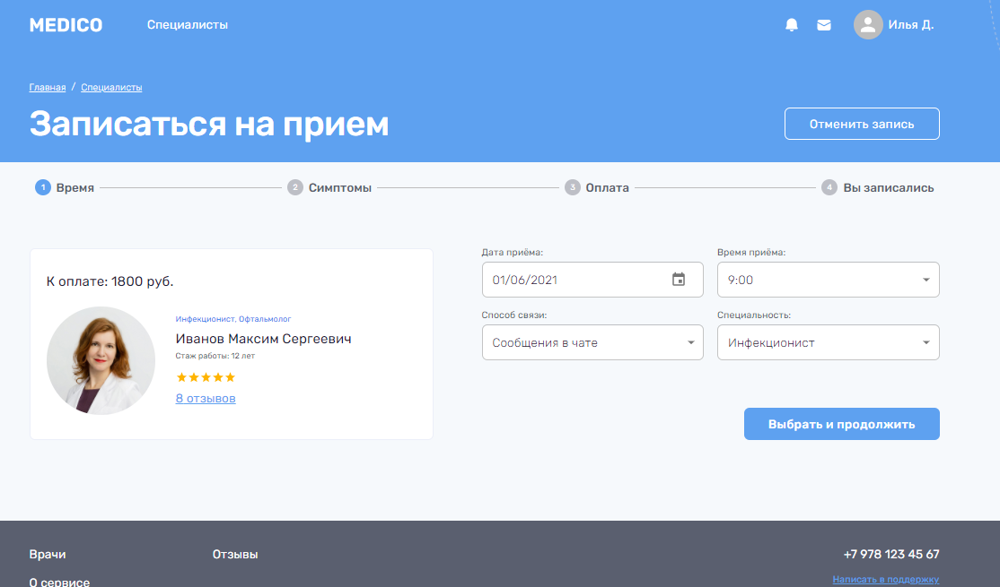 MEDICO Специалисты Илья Д.
Главная / Специалисты
Записаться на прием
Отменить запись
1 Время 2 Симптомы 3 Оплата 4 Вы записались
К оплате: 1800 руб.
Инфекционист, Офтальмолог
Иванов Максим Сергеевич
Стаж работы: 12 лет
8 отзывов
Дата приёма: Время приёма:
01/06/2021 9:00
Способ связи: Специальность:
Сообщения в чате Инфекционист
Выбрать и продолжить
Врачи Отзывы +7 978 123 45 67
О сервисе Написать в поддержку